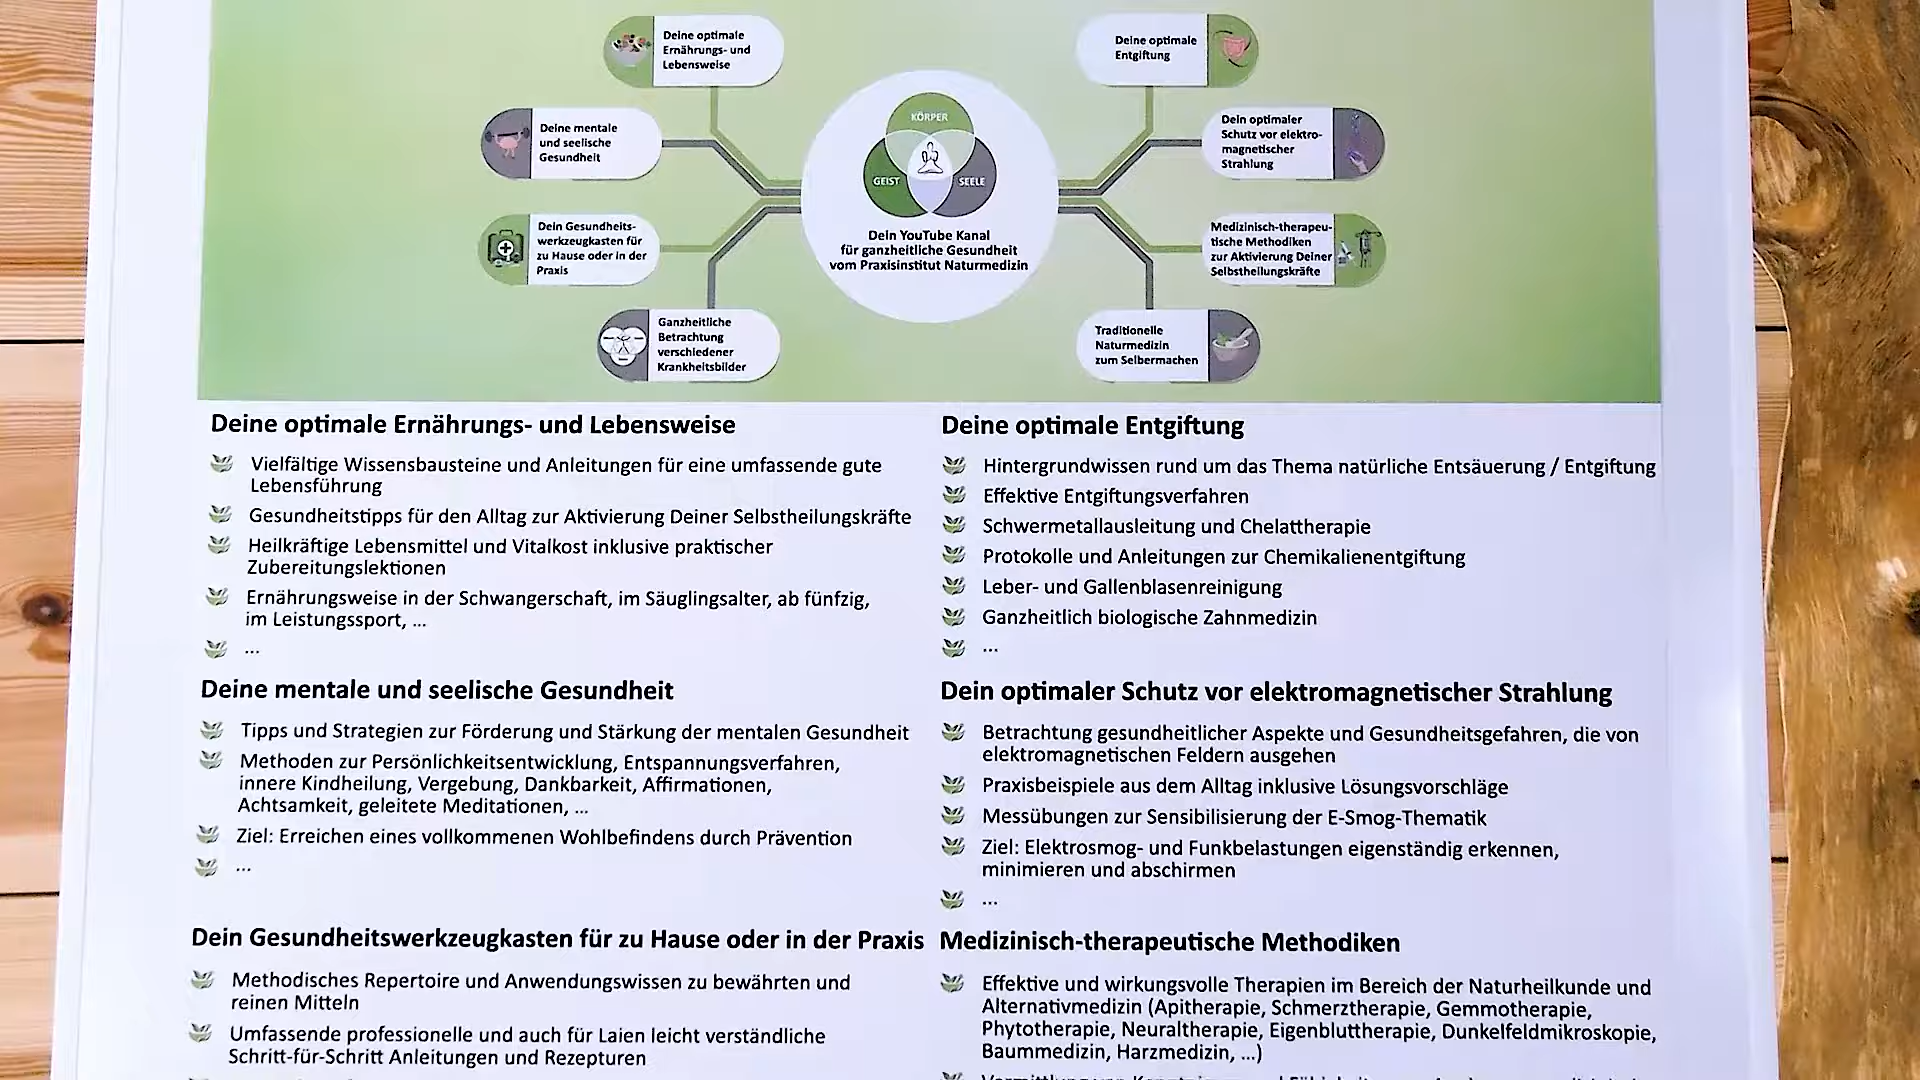 Deine optimale
Ernährungs- und
Lebensweise
Deine optimale
Entgiftung
Deine mentale
und seelische
Gesundheit
Dein optimaler
Schutz vor elektro-
magnetischer
Strahlung
KÖRPER
GEIST
SEELE
Dein YouTube Kanal
für ganzheitliche Gesundheit
vom Praxisinstitut Naturmedizin
Dein Gesundheits-
werkzeugkasten für
zu Hause oder in der
Praxis
Medizinisch-therapeu-
tische Methodiken
zur Aktivierung Deiner
Selbstheilungskräfte
Ganzheitliche
Betrachtung
verschiedener
Krankheitsbilder
Traditionelle
Naturmedizin
zum Selbermachen
Deine optimale Ernährungs- und Lebensweise
Vielfältige Wissensbausteine und Anleitungen für eine umfassende gute
Lebensführung
Gesundheitstipps für den Alltag zur Aktivierung Deiner Selbstheilungskräfte
Heilkräftige Lebensmittel und Vitalkost inklusive praktischer
Zubereitungslektionen
Ernährungsweise in der Schwangerschaft, im Säuglingsalter, ab fünfzig,
im Leistungssport, ...
...
Deine mentale und seelische Gesundheit
Tipps und Strategien zur Förderung und Stärkung der mentalen Gesundheit
Methoden zur Persönlichkeitsentwicklung, Entspannungsverfahren,
innere Kindheilung, Vergebung, Dankbarkeit, Affirmationen,
Achtsamkeit, geleitete Meditationen, ...
Ziel: Erreichen eines vollkommenen Wohlbefindens durch Prävention
...
Dein Gesundheitswerkzeugkasten für zu Hause oder in der Praxis
Methodisches Repertoire und Anwendungswissen zu bewährten und
reinen Mitteln
Umfassende professionelle und auch für Laien leicht verständliche
Schritt-für-Schritt Anleitungen und Rezepturen
Deine optimale Entgiftung
Hintergrundwissen rund um das Thema natürliche Entsäuerung / Entgiftung
Effektive Entgiftungsverfahren
Schwermetallausleitung und Chelattherapie
Protokolle und Anleitungen zur Chemikalienentgiftung
Leber- und Gallenblasenreinigung
Ganzheitlich biologische Zahnmedizin
...
Dein optimaler Schutz vor elektromagnetischer Strahlung
Betrachtung gesundheitlicher Aspekte und Gesundheitsgefahren, die von
elektromagnetischen Feldern ausgehen
Praxisbeispiele aus dem Alltag inklusive Lösungsvorschläge
Messübungen zur Sensibilisierung der E-Smog-Thematik
Ziel: Elektrosmog- und Funkbelastungen eigenständig erkennen,
minimieren und abschirmen
...
Medizinisch-therapeutische Methodiken
Effektive und wirkungsvolle Therapien im Bereich der Naturheilkunde und
Alternativmedizin (Apitherapie, Schmerztherapie, Gemmotherapie,
Phytotherapie, Neuraltherapie, Eigenbluttherapie, Dunkelfeldmikroskopie,
Baummedizin, Harzmedizin, ...)